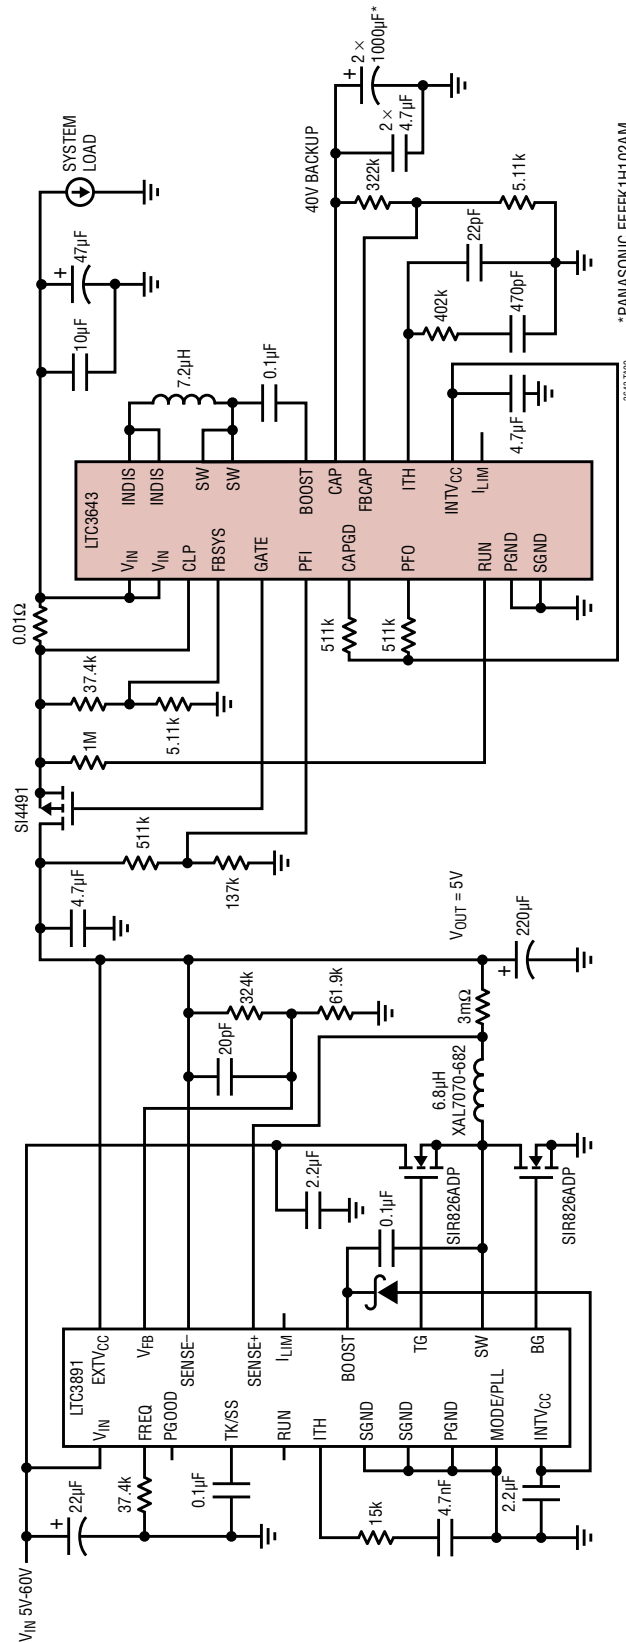 VIN 5V-60V
22µF
37.4k
0.1µF
15k
4.7nF
2.2µF
LTC3891
VIN
FREQ
PGOOD
TK/SS
RUN
ITH
SGND
SGND
PGND
MODE/PLL
INTVCC
EXTVCC
VFB
SENSE–
SENSE+
ILIM
BOOST
TG
SW
BG
2.2µF
0.1µF
SIR826ADP
SIR826ADP
20pF
324k
61.9k
6.8µH
XAL7070-682
3mΩ
VOUT = 5V
220µF
4.7µF
511k
137k
SI4491
1M
37.4k
5.11k
0.01Ω
511k
511k
LTC3643
VIN
VIN
CLP
FBSYS
GATE
PFI
CAPGD
PFO
RUN
PGND
SGND
INDIS
INDIS
SW
SW
BOOST
CAP
FBCAP
ITH
INTVCC
ILIM
10µF
47µF
SYSTEM
LOAD
7.2µH
0.1µF
40V BACKUP
322k
5.11k
2 ×
4.7µF
2 ×
1000µF*
402k
22pF
470pF
4.7µF